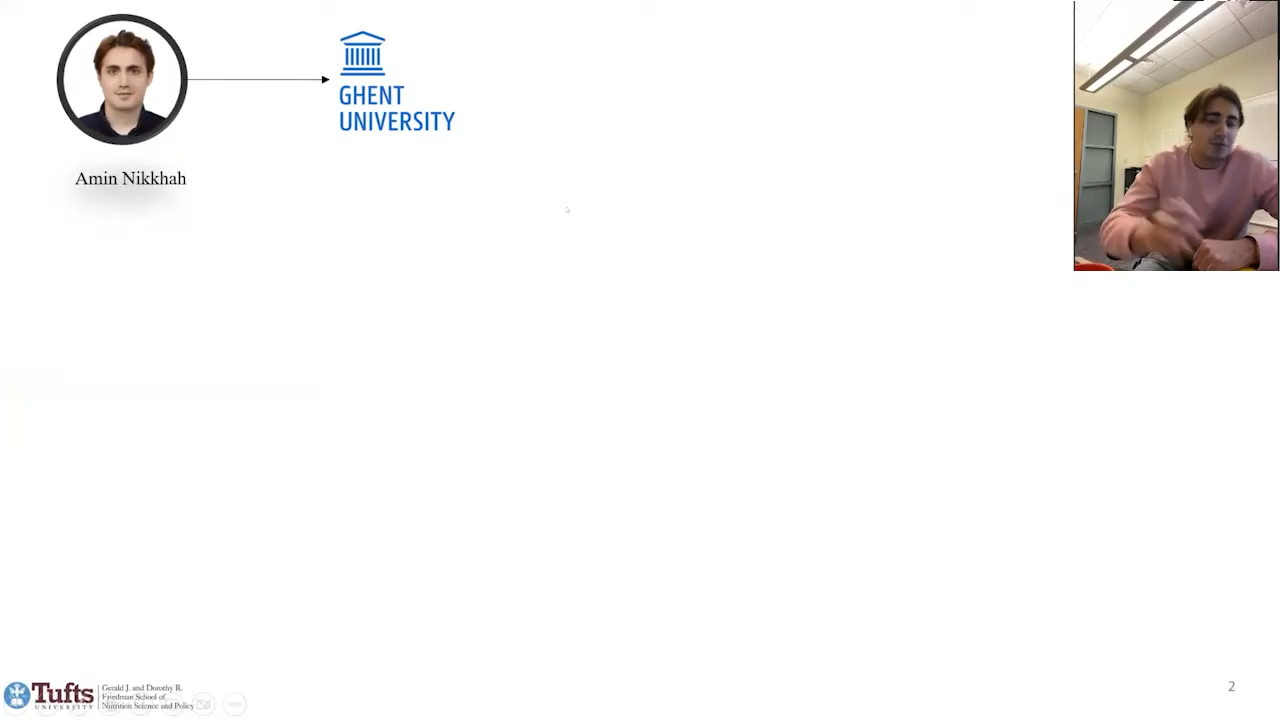 GHENT
UNIVERSITY
Amin Nikkhah
Tufts
UNIVERSITY
Gerald J. and Dorothy R.
Friedman School of
Nutrition Science and Policy
2